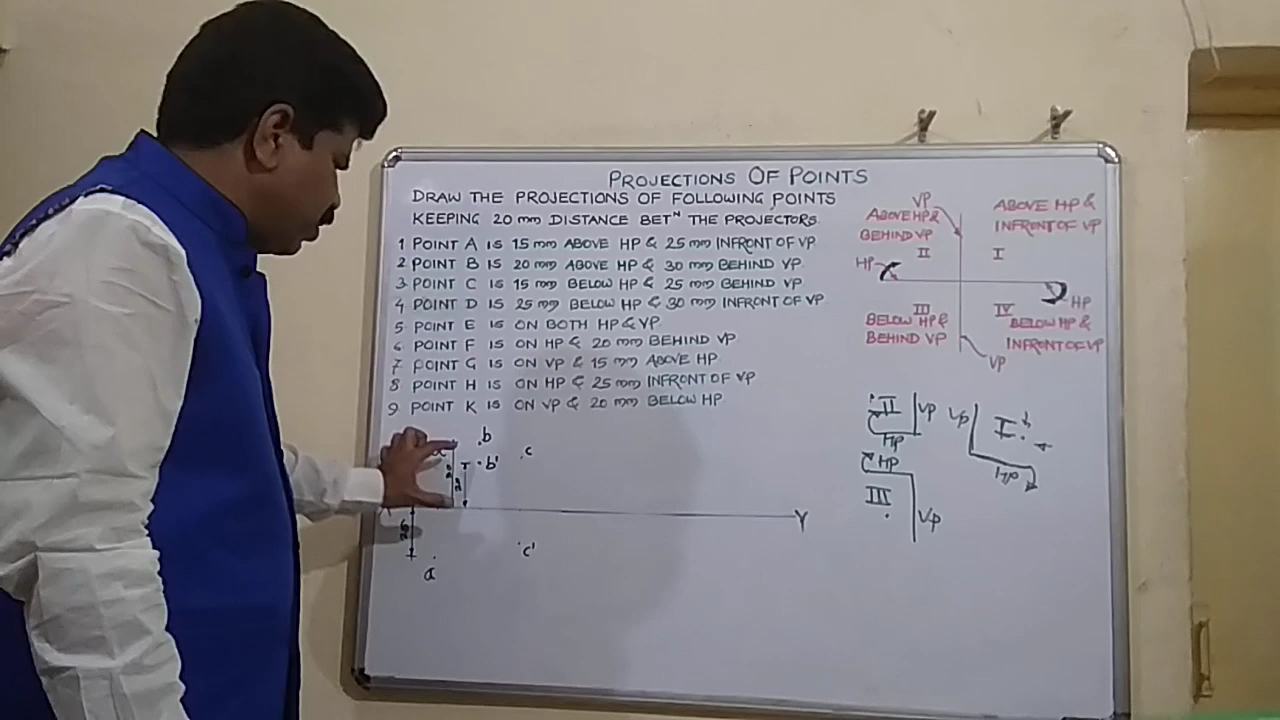 PROJECTIONS OF POINTS
DRAW THE PROJECTIONS OF FOLLOWING POINTS
KEEPING 20 mm DISTANCE BETᴺ THE PROJECTORS.
1 POINT A IS 15 mm ABOVE HP & 25 mm INFRONT OF VP
2 POINT B IS 20 mm ABOVE HP & 30 mm BEHIND VP.
3 POINT C IS 15 mm BELOW HP & 25 mm BEHIND VP
4 POINT D IS 25 mm BELOW HP & 30 mm INFRONT OF VP
5 POINT E IS ON BOTH HP & VP
6 POINT F IS ON HP & 20 mm BEHIND VP
7 POINT G IS ON VP & 15 mm ABOVE HP
8 POINT H IS ON HP & 25 mm INFRONT OF VP
9 POINT K IS ON VP & 20 mm BELOW HP
VP
ABOVE HP &
BEHIND VP
II
ABOVE HP &
INFRONT OF VP
I
HP
HP
III
BELOW HP &
BEHIND VP
IV
BELOW HP &
INFRONT OF VP
VP
II VP
HP
VP I
HP
HP
III
VP
b
b'
c
Y
25
a
c'